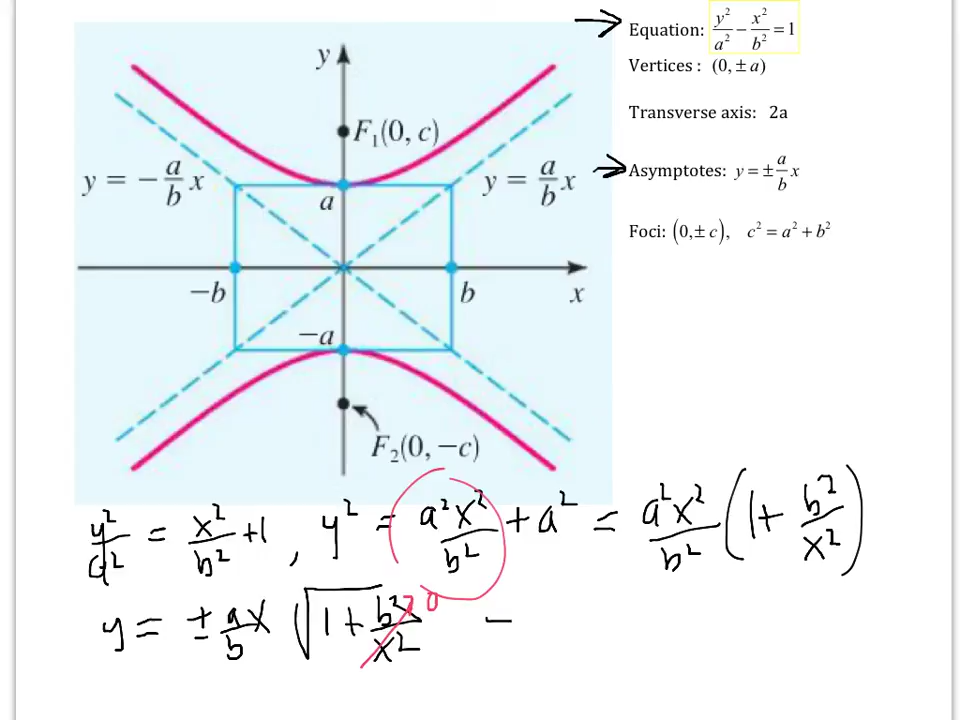 Equation: y²/a² − x²/b² = 1
Vertices : (0, ± a)
Transverse axis: 2a
Asymptotes: y = ± a/b x
Foci: (0, ± c), c² = a² + b²
y
F₁(0, c)
y = − a/b x
y = a/b x
a
−b
b
x
−a
F₂(0, −c)
y²/a² = x²/b² + 1 , y² = a²x²/b² + a² = a²x²/b² (1 + b²/x²)
y = ± a/b x √(1 + b²/x²) 0 =